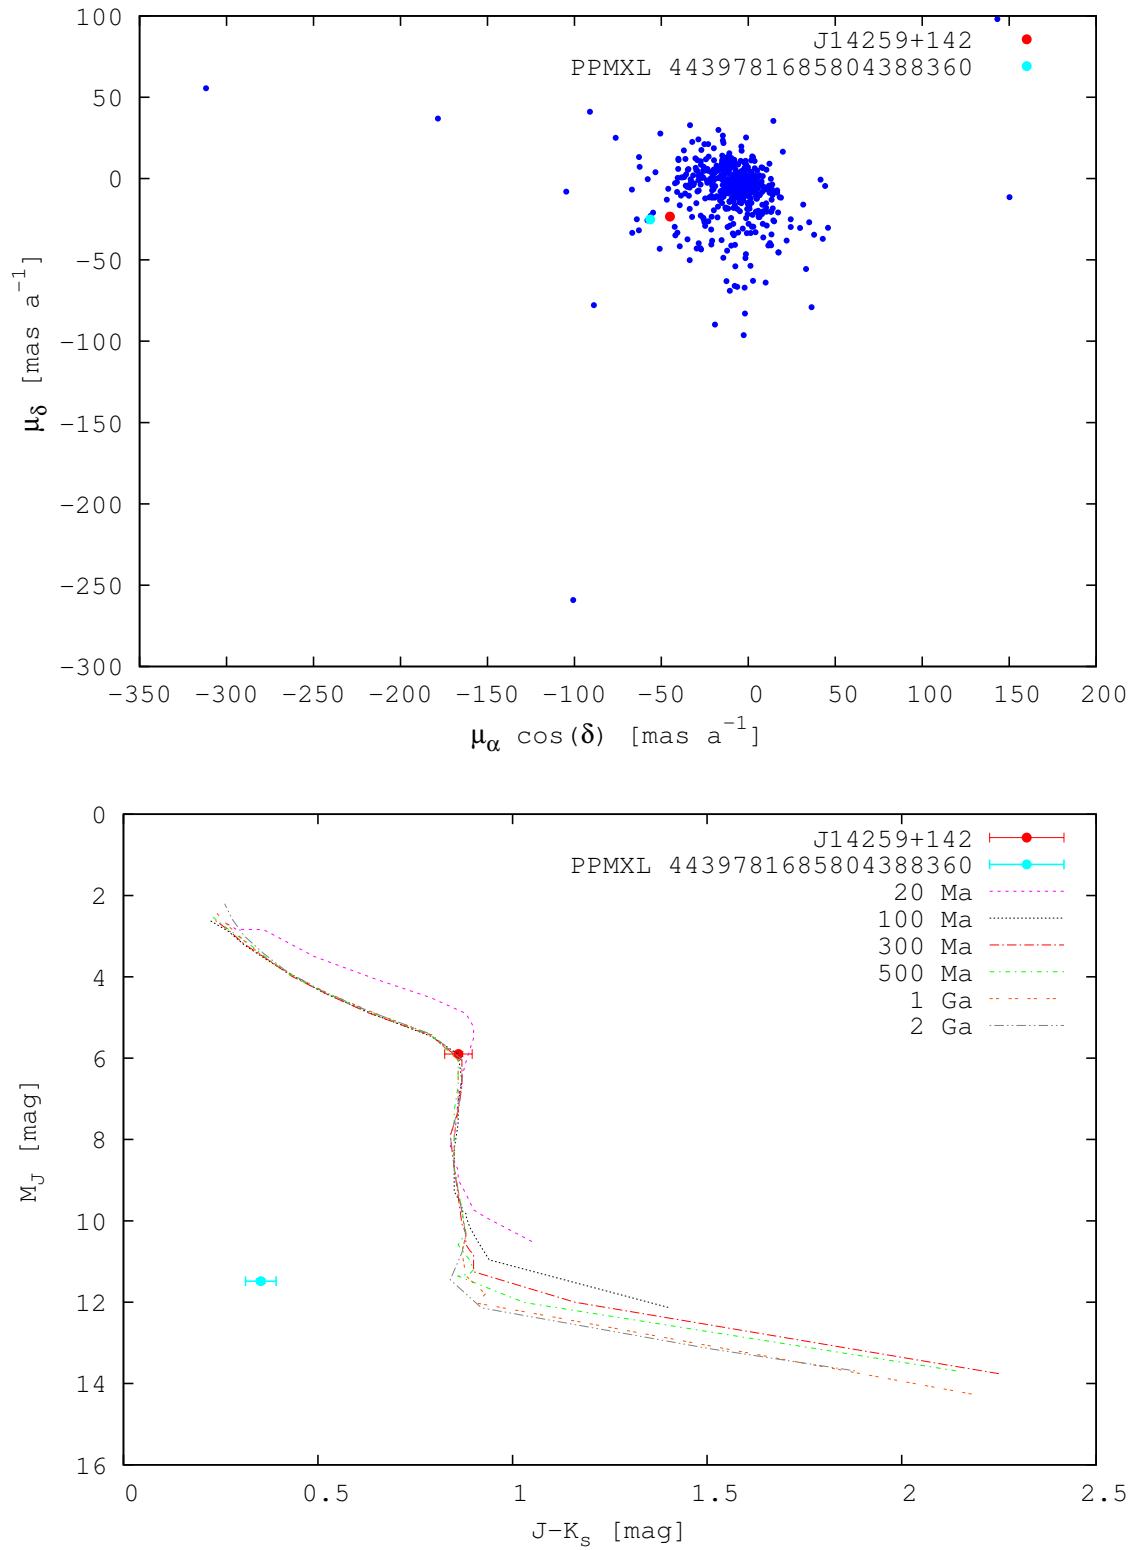 100
50
0
−50
−100
−150
−200
−250
−300
μδ [mas a−1]
J14259+142
PPMXL 4439781685804388360
−350 −300 −250 −200 −150 −100 −50 0 50 100 150 200
μα cos(δ) [mas a−1]
0
2
4
6
8
10
12
14
16
MJ [mag]
J14259+142
PPMXL 4439781685804388360
20 Ma
100 Ma
300 Ma
500 Ma
1 Ga
2 Ga
0 0.5 1 1.5 2 2.5
J−Ks [mag]